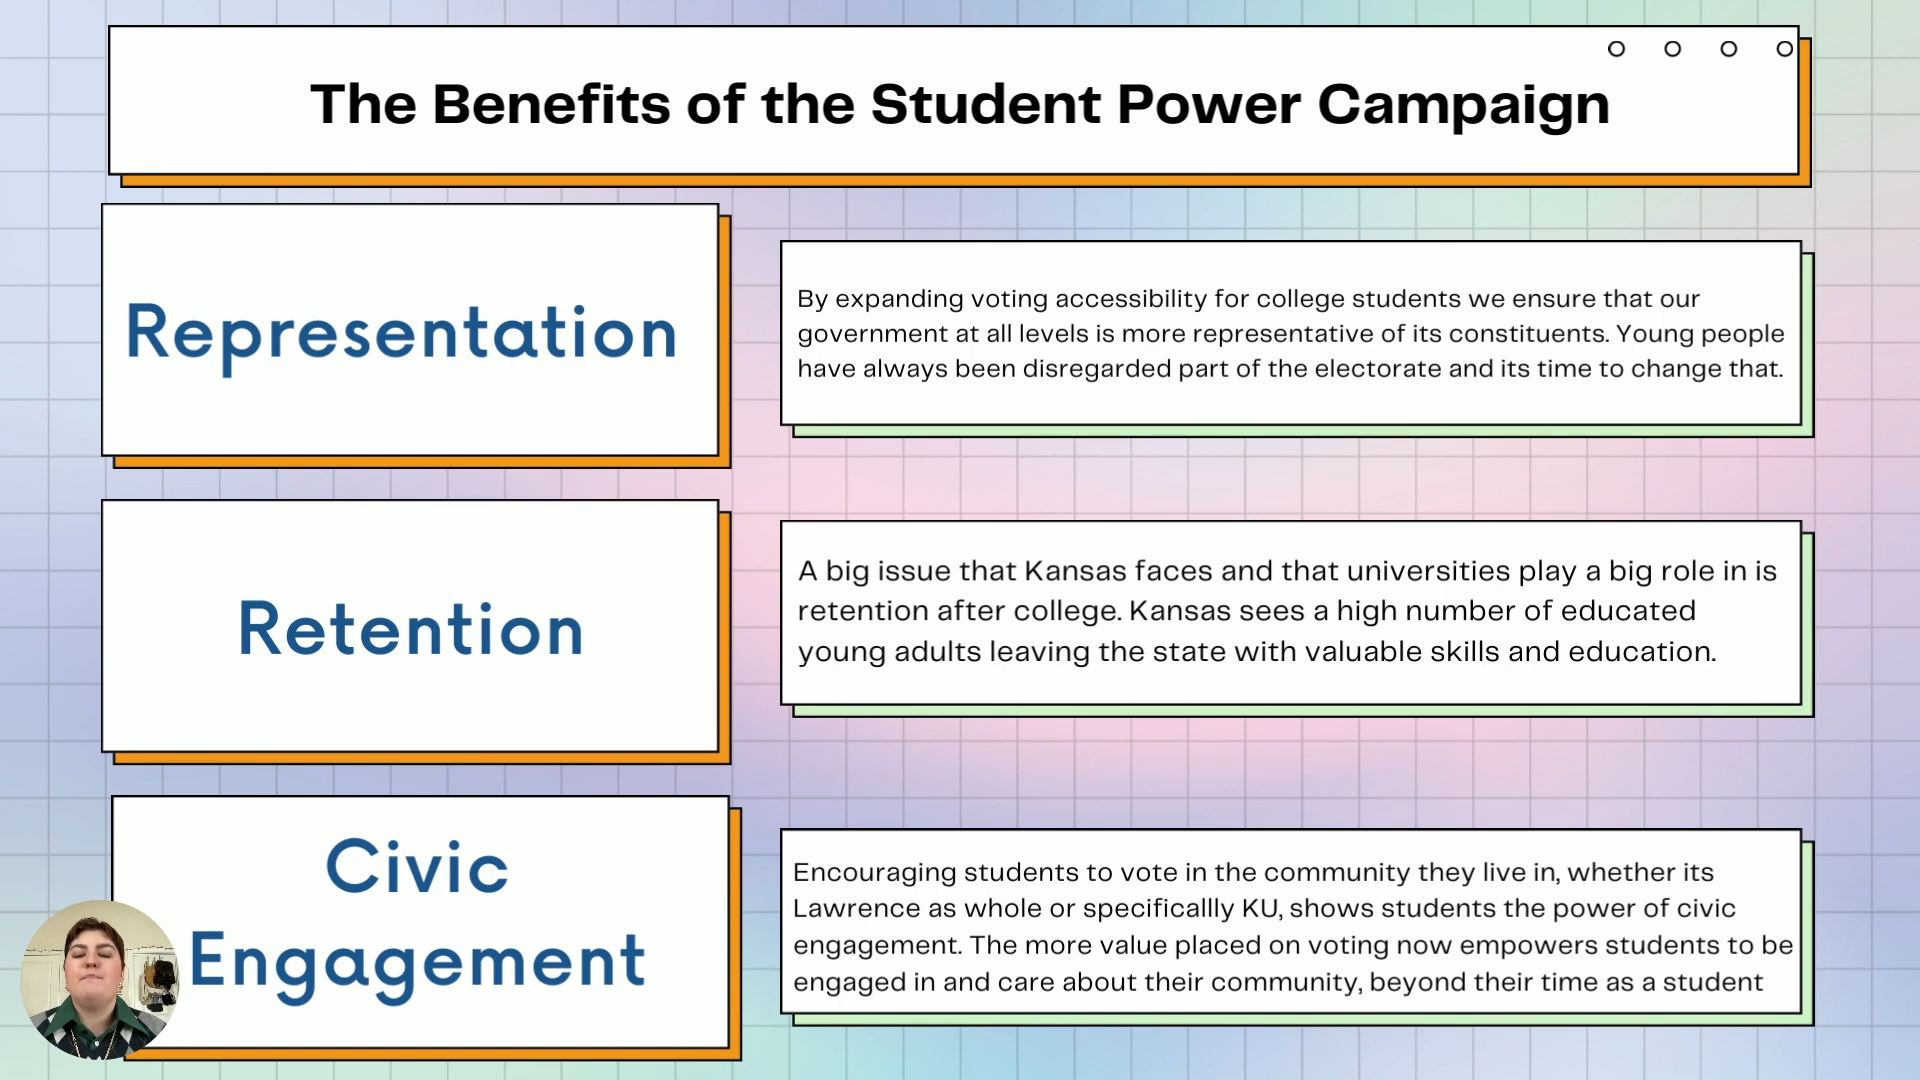 The Benefits of the Student Power Campaign
Representation
By expanding voting accessibility for college students we ensure that our
government at all levels is more representative of its constituents. Young people
have always been disregarded part of the electorate and its time to change that.
Retention
A big issue that Kansas faces and that universities play a big role in is
retention after college. Kansas sees a high number of educated
young adults leaving the state with valuable skills and education.
Civic
Engagement
Encouraging students to vote in the community they live in, whether its
Lawrence as whole or specificallly KU, shows students the power of civic
engagement. The more value placed on voting now empowers students to be
engaged in and care about their community, beyond their time as a student